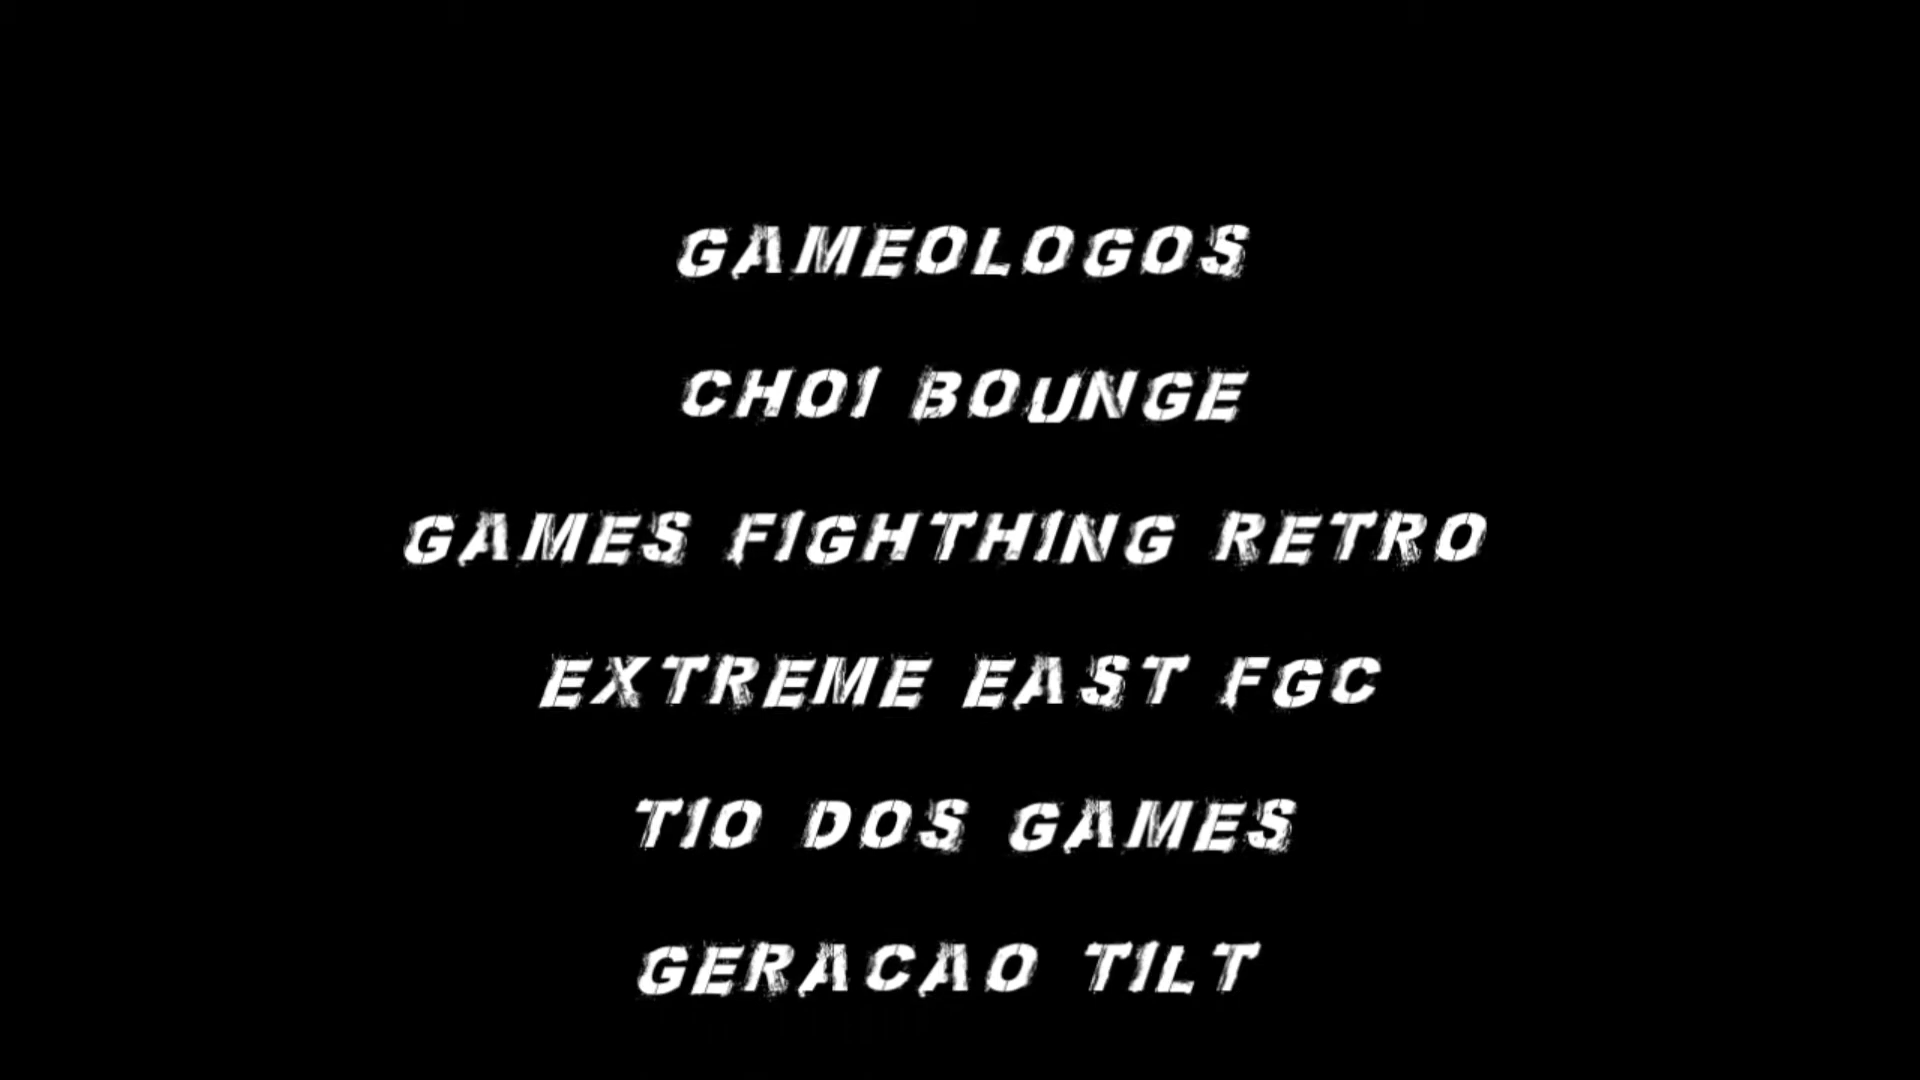 GAMEOLOGOS
CHOI BOUNGE
GAMES FIGHTHING RETRO
EXTREME EAST FGC
TIO DOS GAMES
GERACAO TILT